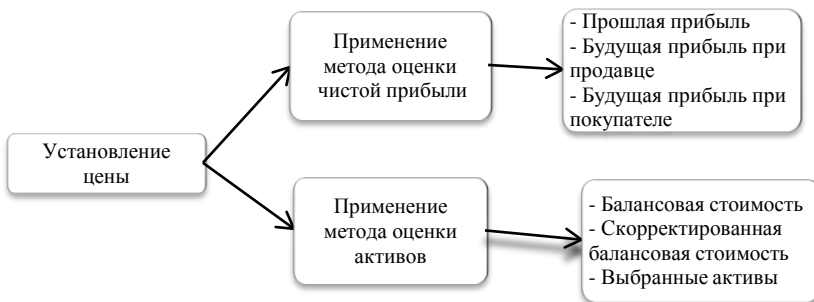 Установление
цены
Применение
метода оценки
чистой прибыли
- Прошлая прибыль
- Будущая прибыль при
продавце
- Будущая прибыль при
покупателе
Применение
метода оценки
активов
- Балансовая стоимость
- Скорректированная
балансовая стоимость
- Выбранные активы